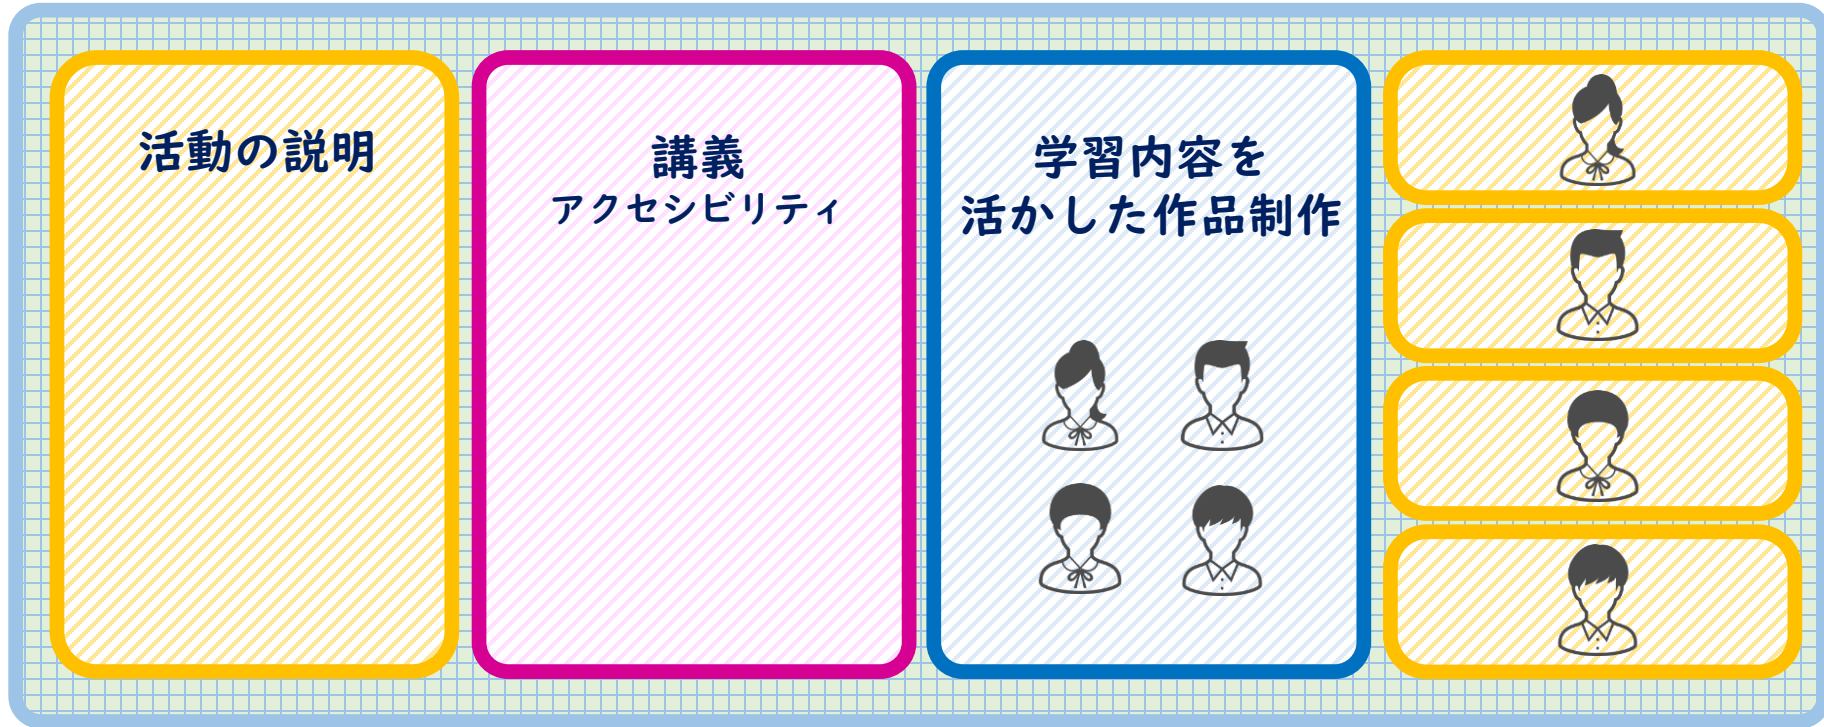 活動の説明
講義
アクセシビリティ
学習内容を
活かした作品制作